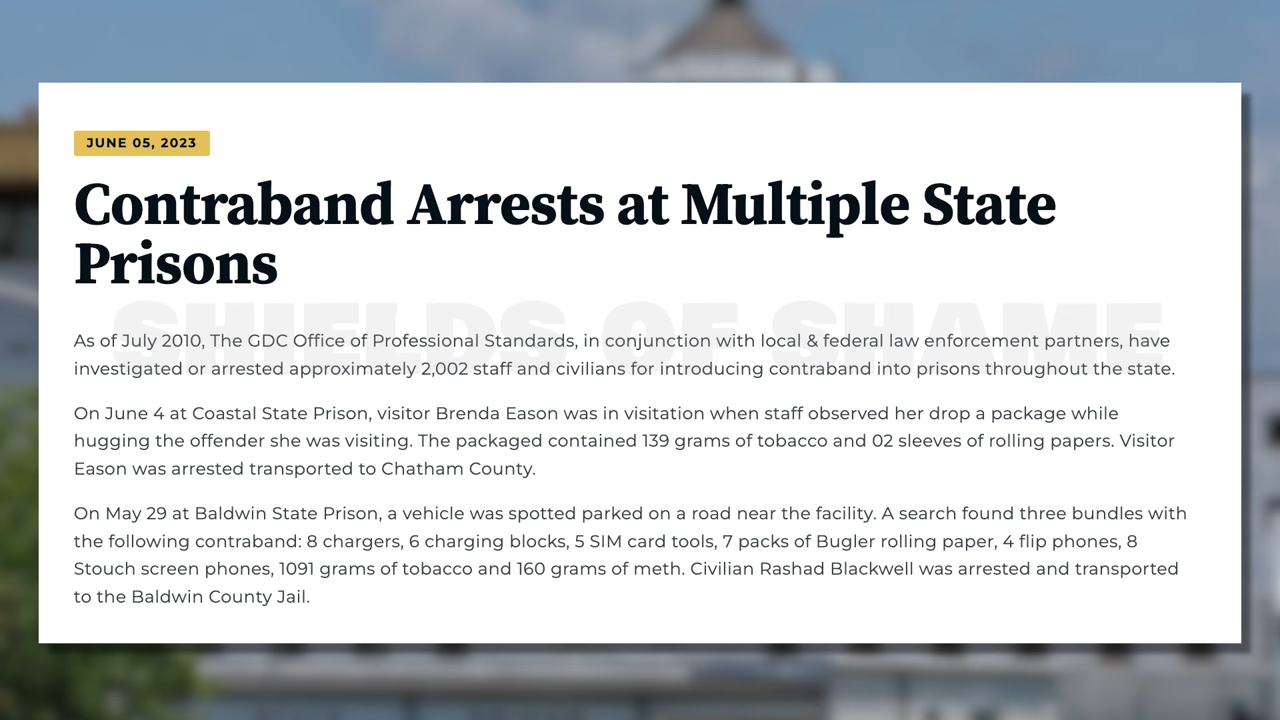 JUNE 05, 2023
Contraband Arrests at Multiple State
Prisons
SHIELDS OF SHAME
As of July 2010, The GDC Office of Professional Standards, in conjunction with local & federal law enforcement partners, have
investigated or arrested approximately 2,002 staff and civilians for introducing contraband into prisons throughout the state.
On June 4 at Coastal State Prison, visitor Brenda Eason was in visitation when staff observed her drop a package while
hugging the offender she was visiting. The packaged contained 139 grams of tobacco and 02 sleeves of rolling papers. Visitor
Eason was arrested transported to Chatham County.
On May 29 at Baldwin State Prison, a vehicle was spotted parked on a road near the facility. A search found three bundles with
the following contraband: 8 chargers, 6 charging blocks, 5 SIM card tools, 7 packs of Bugler rolling paper, 4 flip phones, 8
Stouch screen phones, 1091 grams of tobacco and 160 grams of meth. Civilian Rashad Blackwell was arrested and transported
to the Baldwin County Jail.